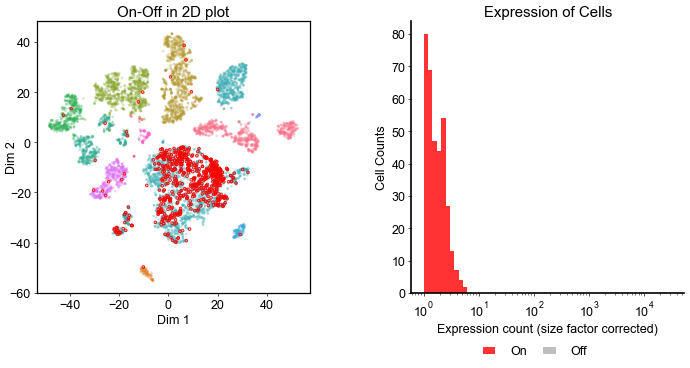 On-Off in 2D plot
40
20
0
−20
−40
−60
Dim 2
−40 −20 0 20 40
Dim 1
Expression of Cells
80
70
60
50
40
30
20
10
0
Cell Counts
10^0 10^1 10^2 10^3 10^4
Expression count (size factor corrected)
On Off